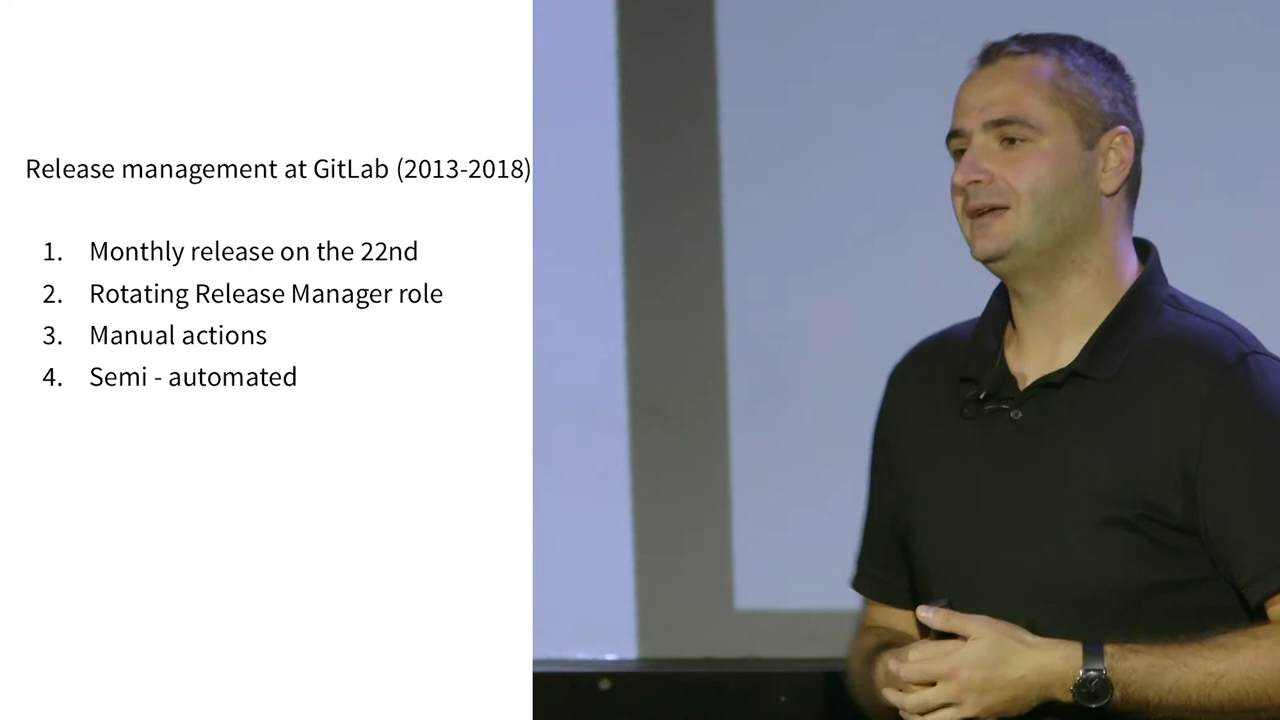 Release management at GitLab (2013-2018)
1. Monthly release on the 22nd
2. Rotating Release Manager role
3. Manual actions
4. Semi - automated